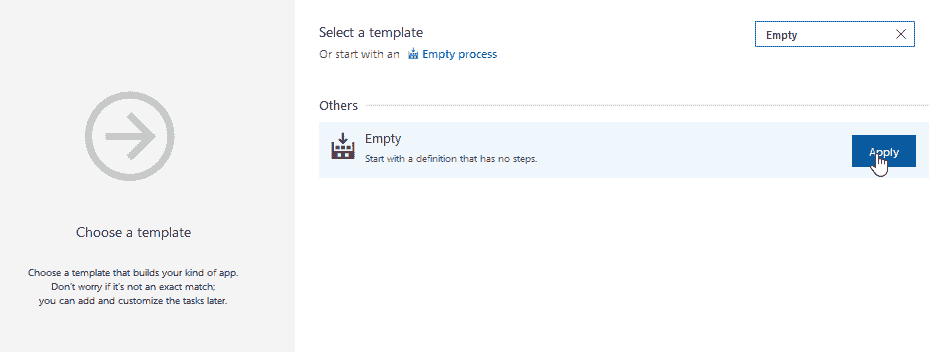 Select a template
Or start with an Empty process
Empty
Others
Empty
Start with a definition that has no steps.
Apply
Choose a template
Choose a template that builds your kind of app.
Don't worry if it's not an exact match;
you can add and customize the tasks later.